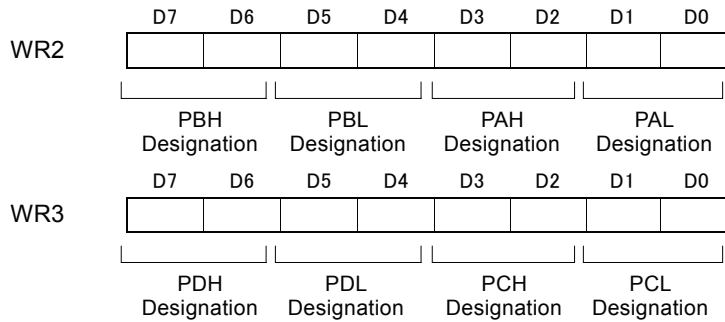 D7 D6 D5 D4 D3 D2 D1 D0
WR2
PBH PBL PAH PAL
Designation Designation Designation Designation
D7 D6 D5 D4 D3 D2 D1 D0
WR3
PDH PDL PCH PCL
Designation Designation Designation Designation